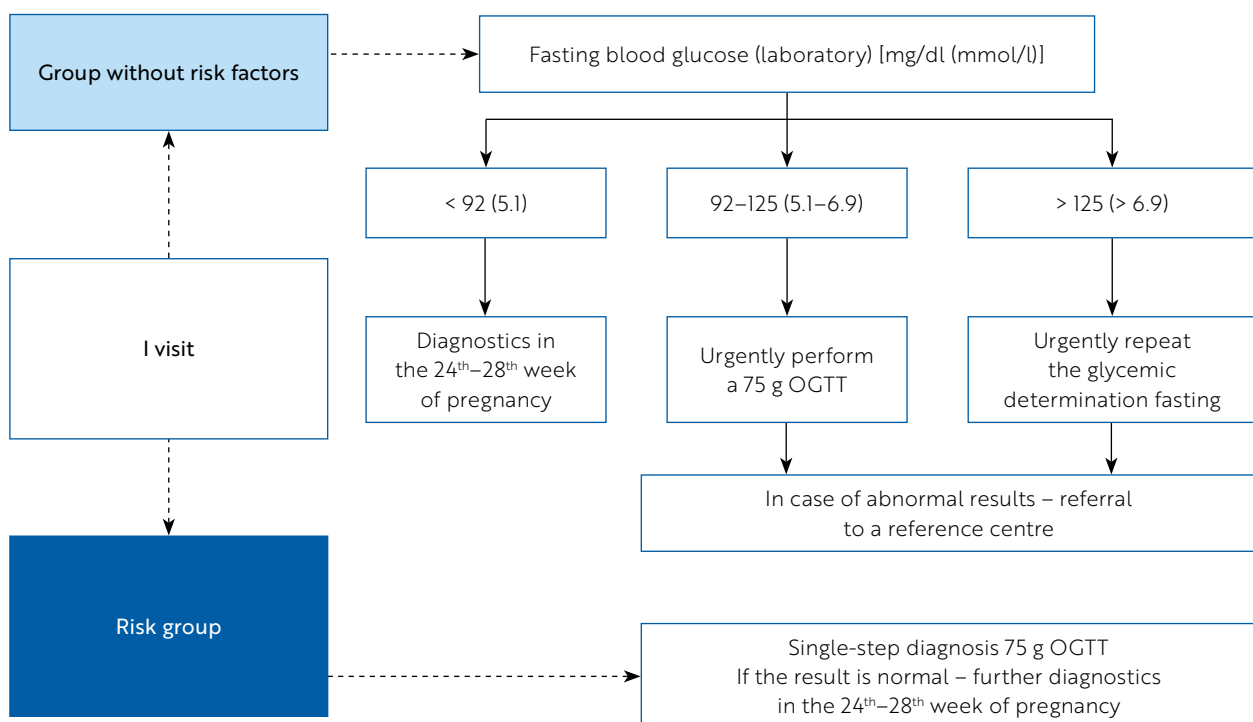 Group without risk factors
Fasting blood glucose (laboratory) [mg/dl (mmol/l)]
< 92 (5.1)
92–125 (5.1–6.9)
> 125 (> 6.9)
I visit
Diagnostics in
the 24th–28th week
of pregnancy
Urgently perform
a 75 g OGTT
Urgently repeat
the glycemic
determination fasting
In case of abnormal results – referral
to a reference centre
Risk group
Single-step diagnosis 75 g OGTT
If the result is normal – further diagnostics
in the 24th–28th week of pregnancy